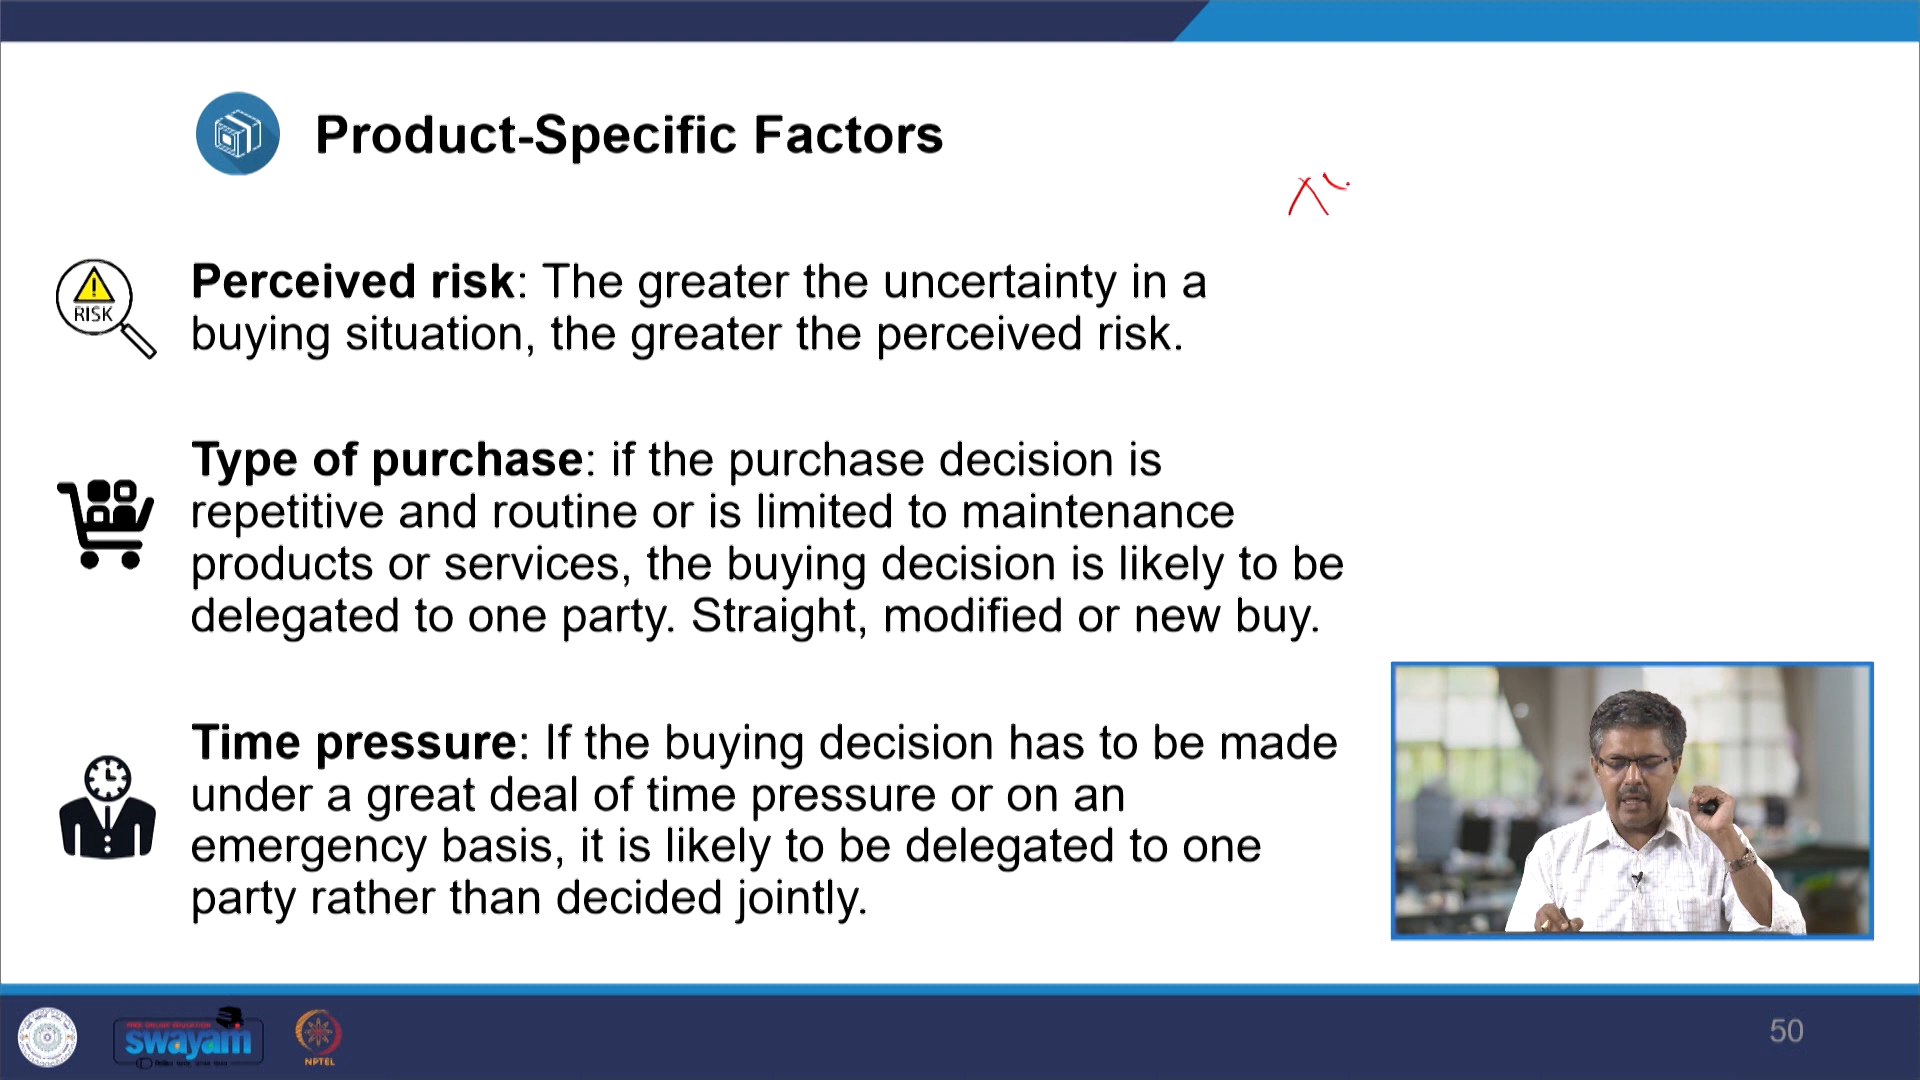 Product-Specific Factors
RISK
Perceived risk: The greater the uncertainty in a
buying situation, the greater the perceived risk.
Type of purchase: if the purchase decision is
repetitive and routine or is limited to maintenance
products or services, the buying decision is likely to be
delegated to one party. Straight, modified or new buy.
Time pressure: If the buying decision has to be made
under a great deal of time pressure or on an
emergency basis, it is likely to be delegated to one
party rather than decided jointly.
FREE ONLINE EDUCATION
swayam
NPTEL
50